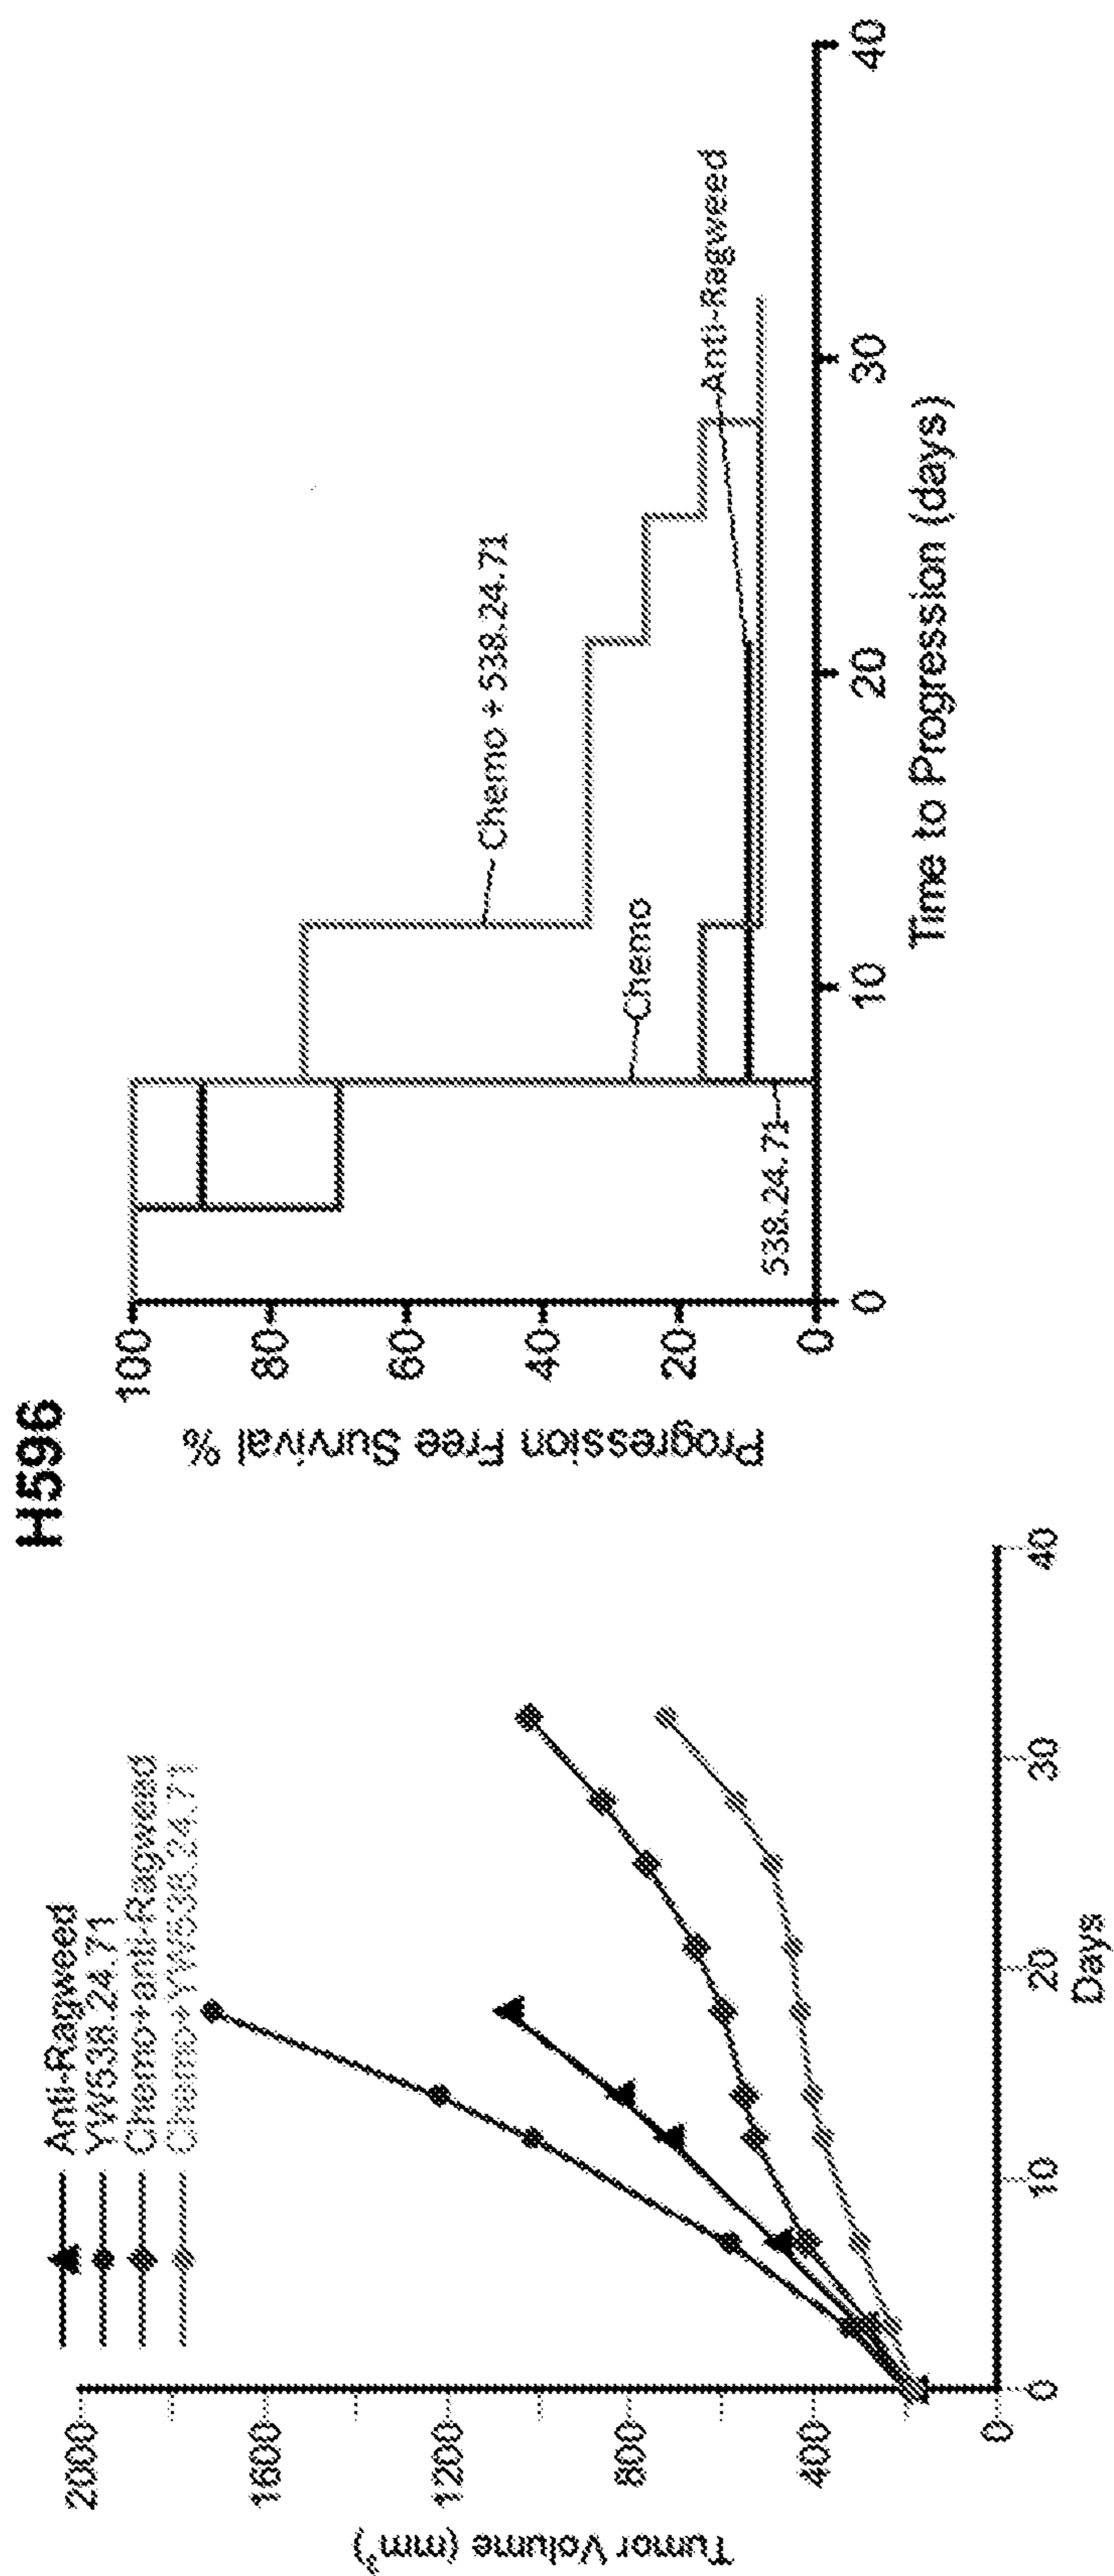 H596
Tumor Volume (mm³)
2000
1600
1200
800
400
0
Anti-Ragweed
YW538.24.71
Chemo+anti-Ragweed
Chemo+YW538.24.71
0
10
20
30
40
Days
Progression Free Survival %
100
80
60
40
20
0
Chemo + 538.24.71
Chemo
538.24.71
Anti-Ragweed
0
10
20
30
40
Time to Progression (days)